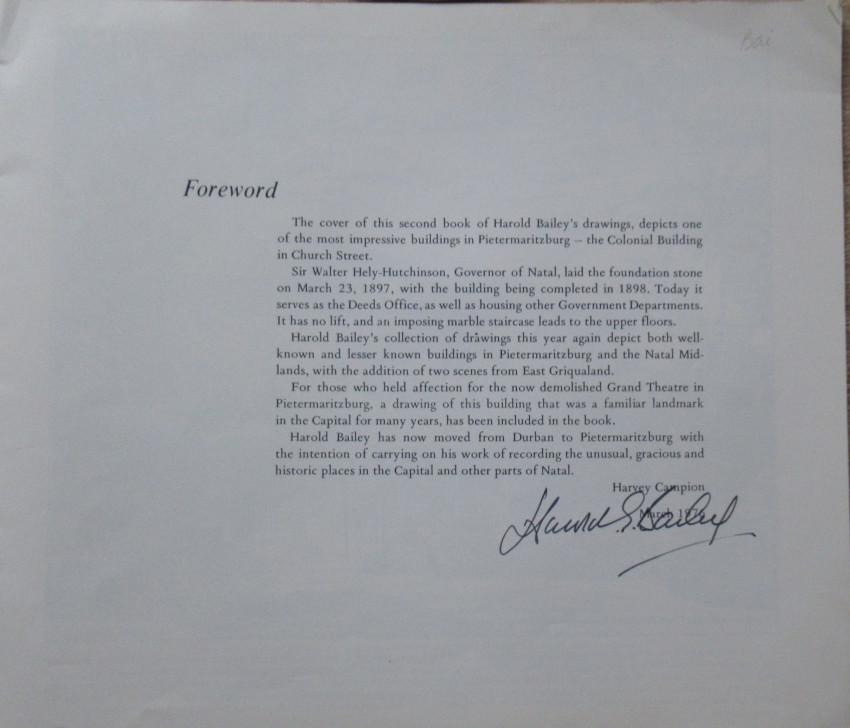 Bai
Foreword
The cover of this second book of Harold Bailey's drawings, depicts one
of the most impressive buildings in Pietermaritzburg – the Colonial Building
in Church Street.
Sir Walter Hely-Hutchinson, Governor of Natal, laid the foundation stone
on March 23, 1897, with the building being completed in 1898. Today it
serves as the Deeds Office, as well as housing other Government Departments.
It has no lift, and an imposing marble staircase leads to the upper floors.
Harold Bailey's collection of drawings this year again depict both well-
known and lesser known buildings in Pietermaritzburg and the Natal Mid-
lands, with the addition of two scenes from East Griqualand.
For those who held affection for the now demolished Grand Theatre in
Pietermaritzburg, a drawing of this building that was a familiar landmark
in the Capital for many years, has been included in the book.
Harold Bailey has now moved from Durban to Pietermaritzburg with
the intention of carrying on his work of recording the unusual, gracious and
historic places in the Capital and other parts of Natal.
Harvey Campion
March
Harold S. Bailey